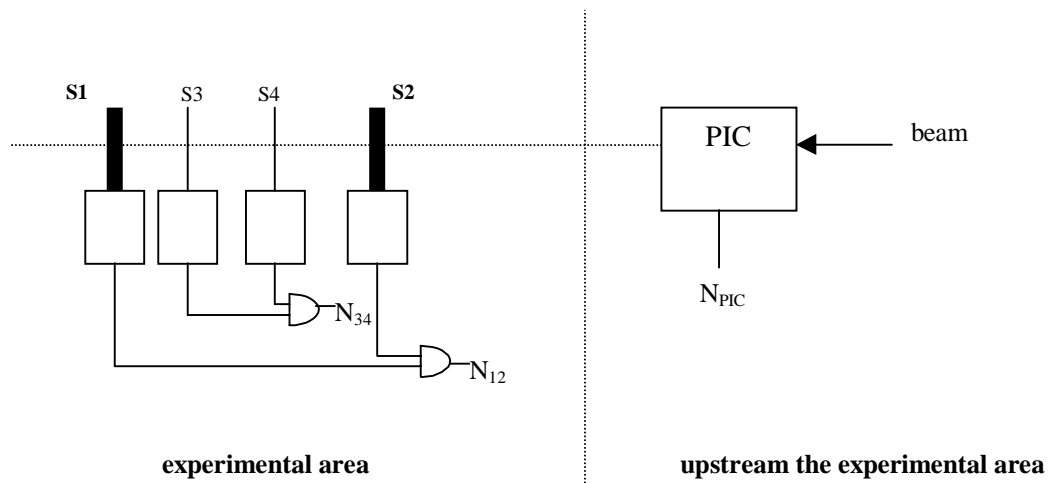 S1 S3 S4 S2
PIC
beam
N34
N12
NPIC
experimental area
upstream the experimental area